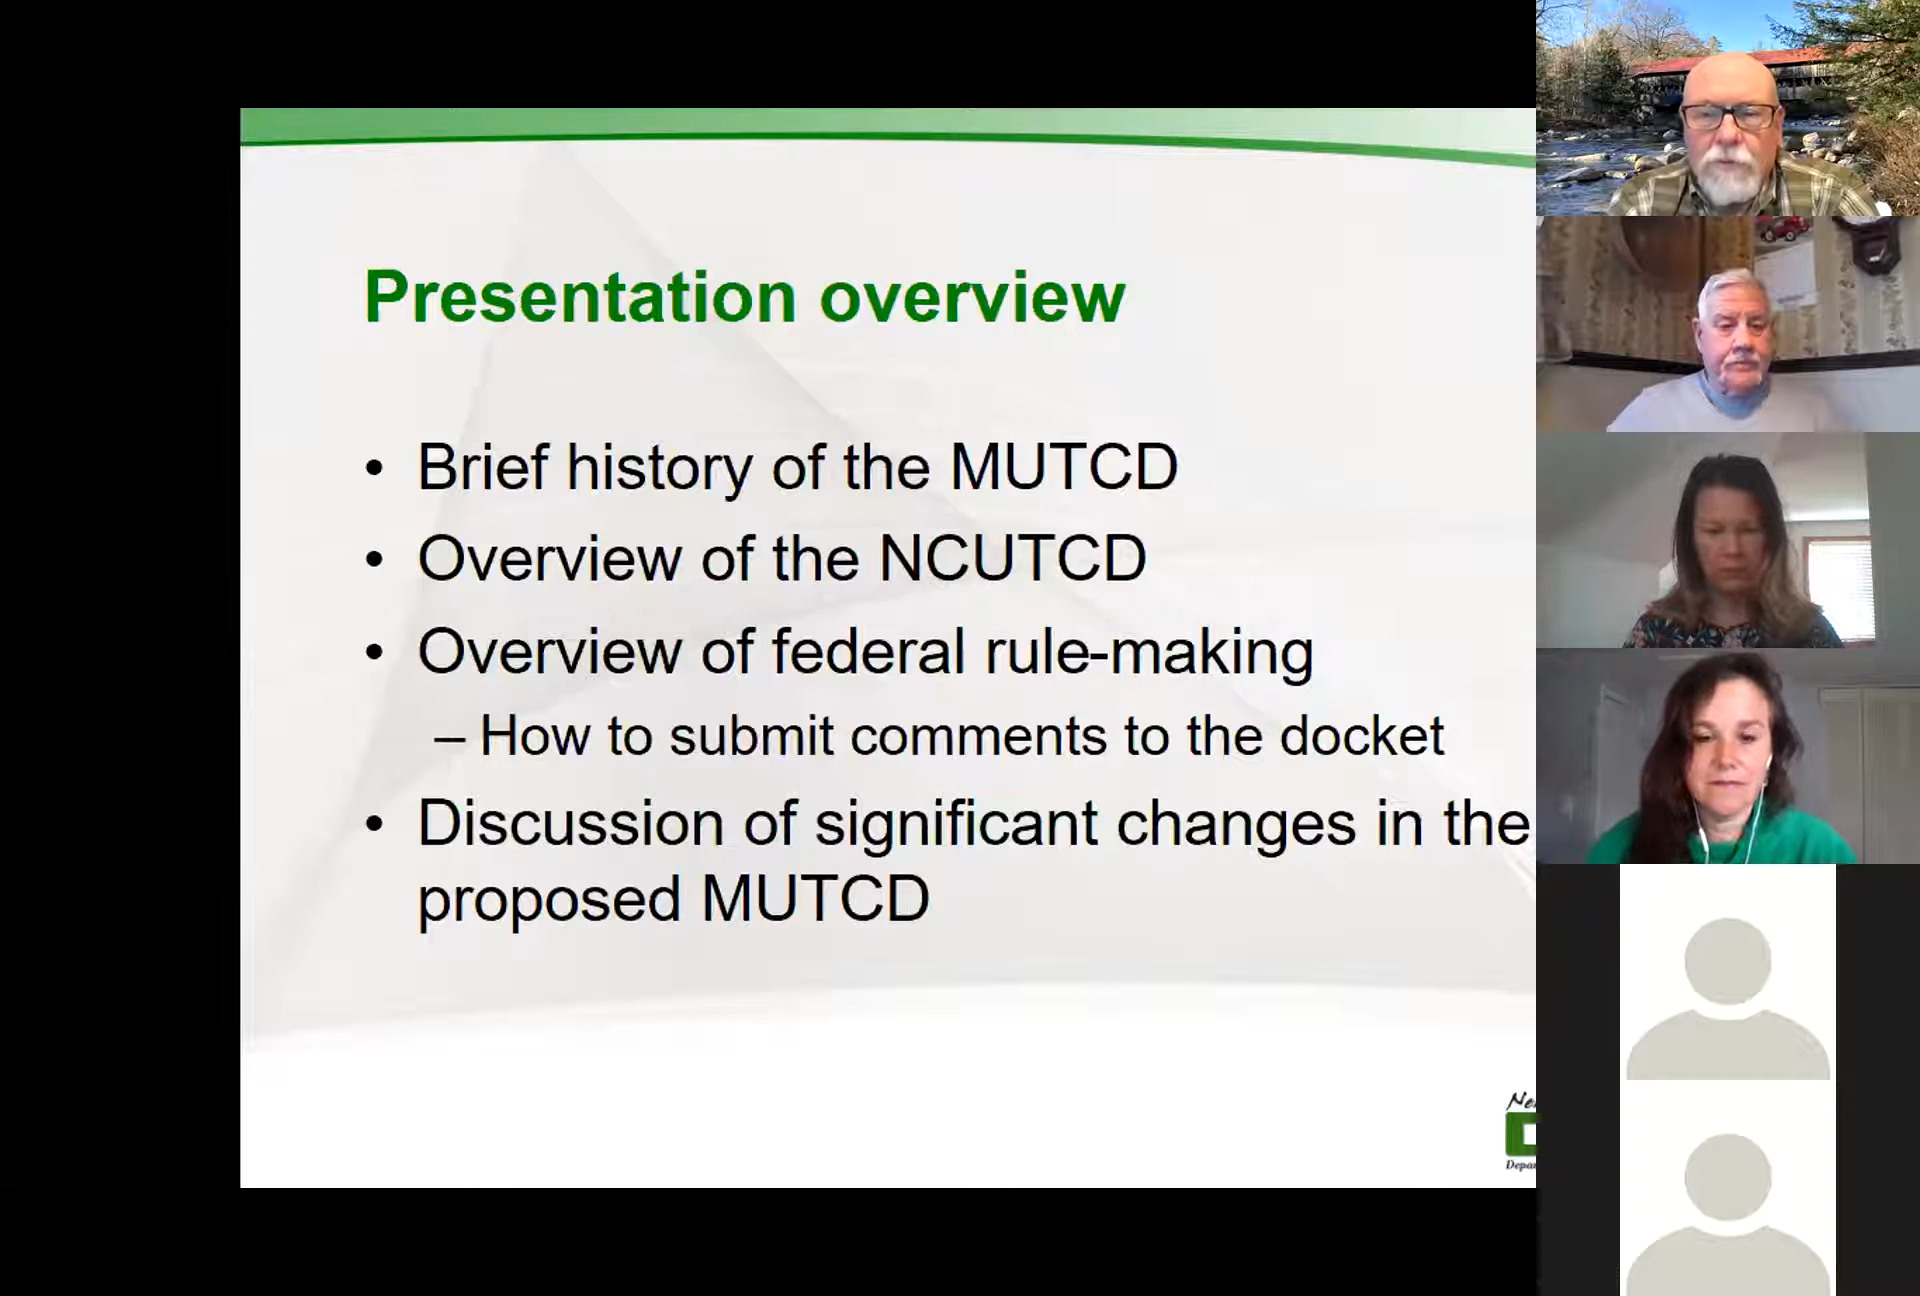 Presentation overview
• Brief history of the MUTCD
• Overview of the NCUTCD
• Overview of federal rule-making
– How to submit comments to the docket
• Discussion of significant changes in the
proposed MUTCD